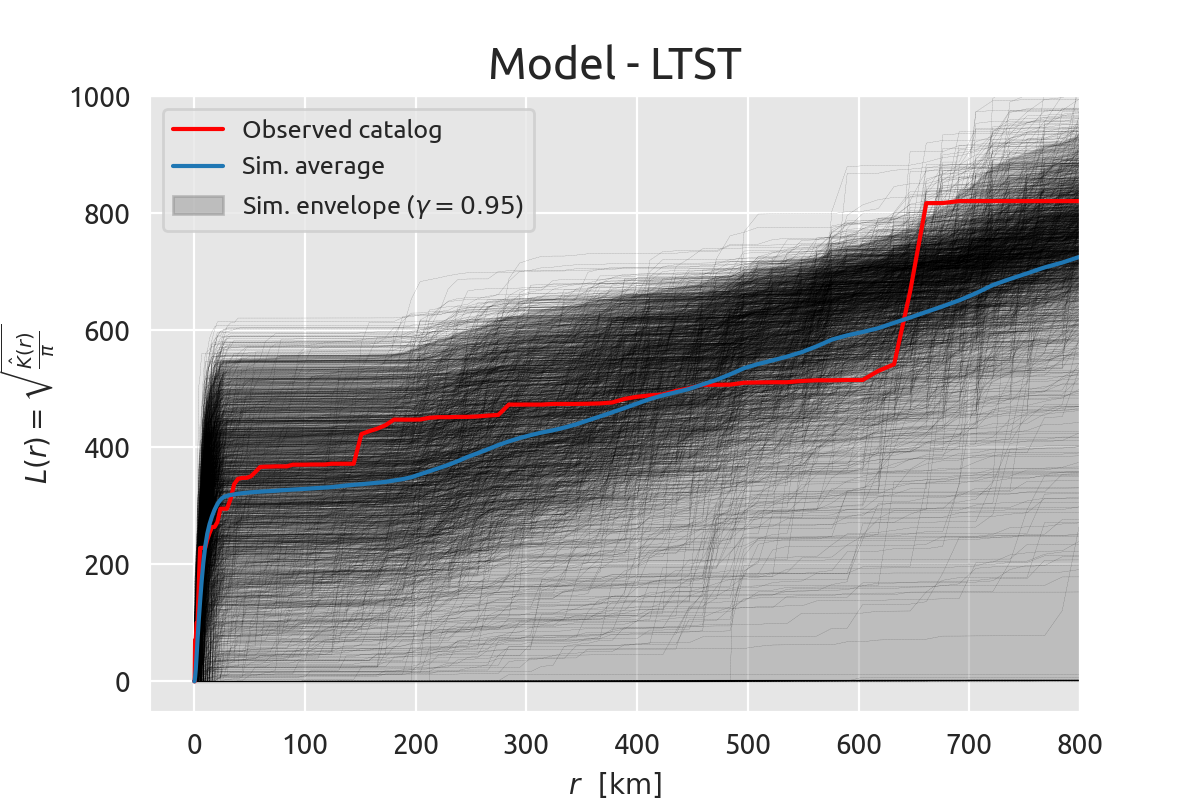 Model - LTST
Observed catalog
Sim. average
Sim. envelope (γ = 0.95)
1000
800
600
400
200
0
L(r) = √(K̂(r)/π)
0 100 200 300 400 500 600 700 800
r [km]